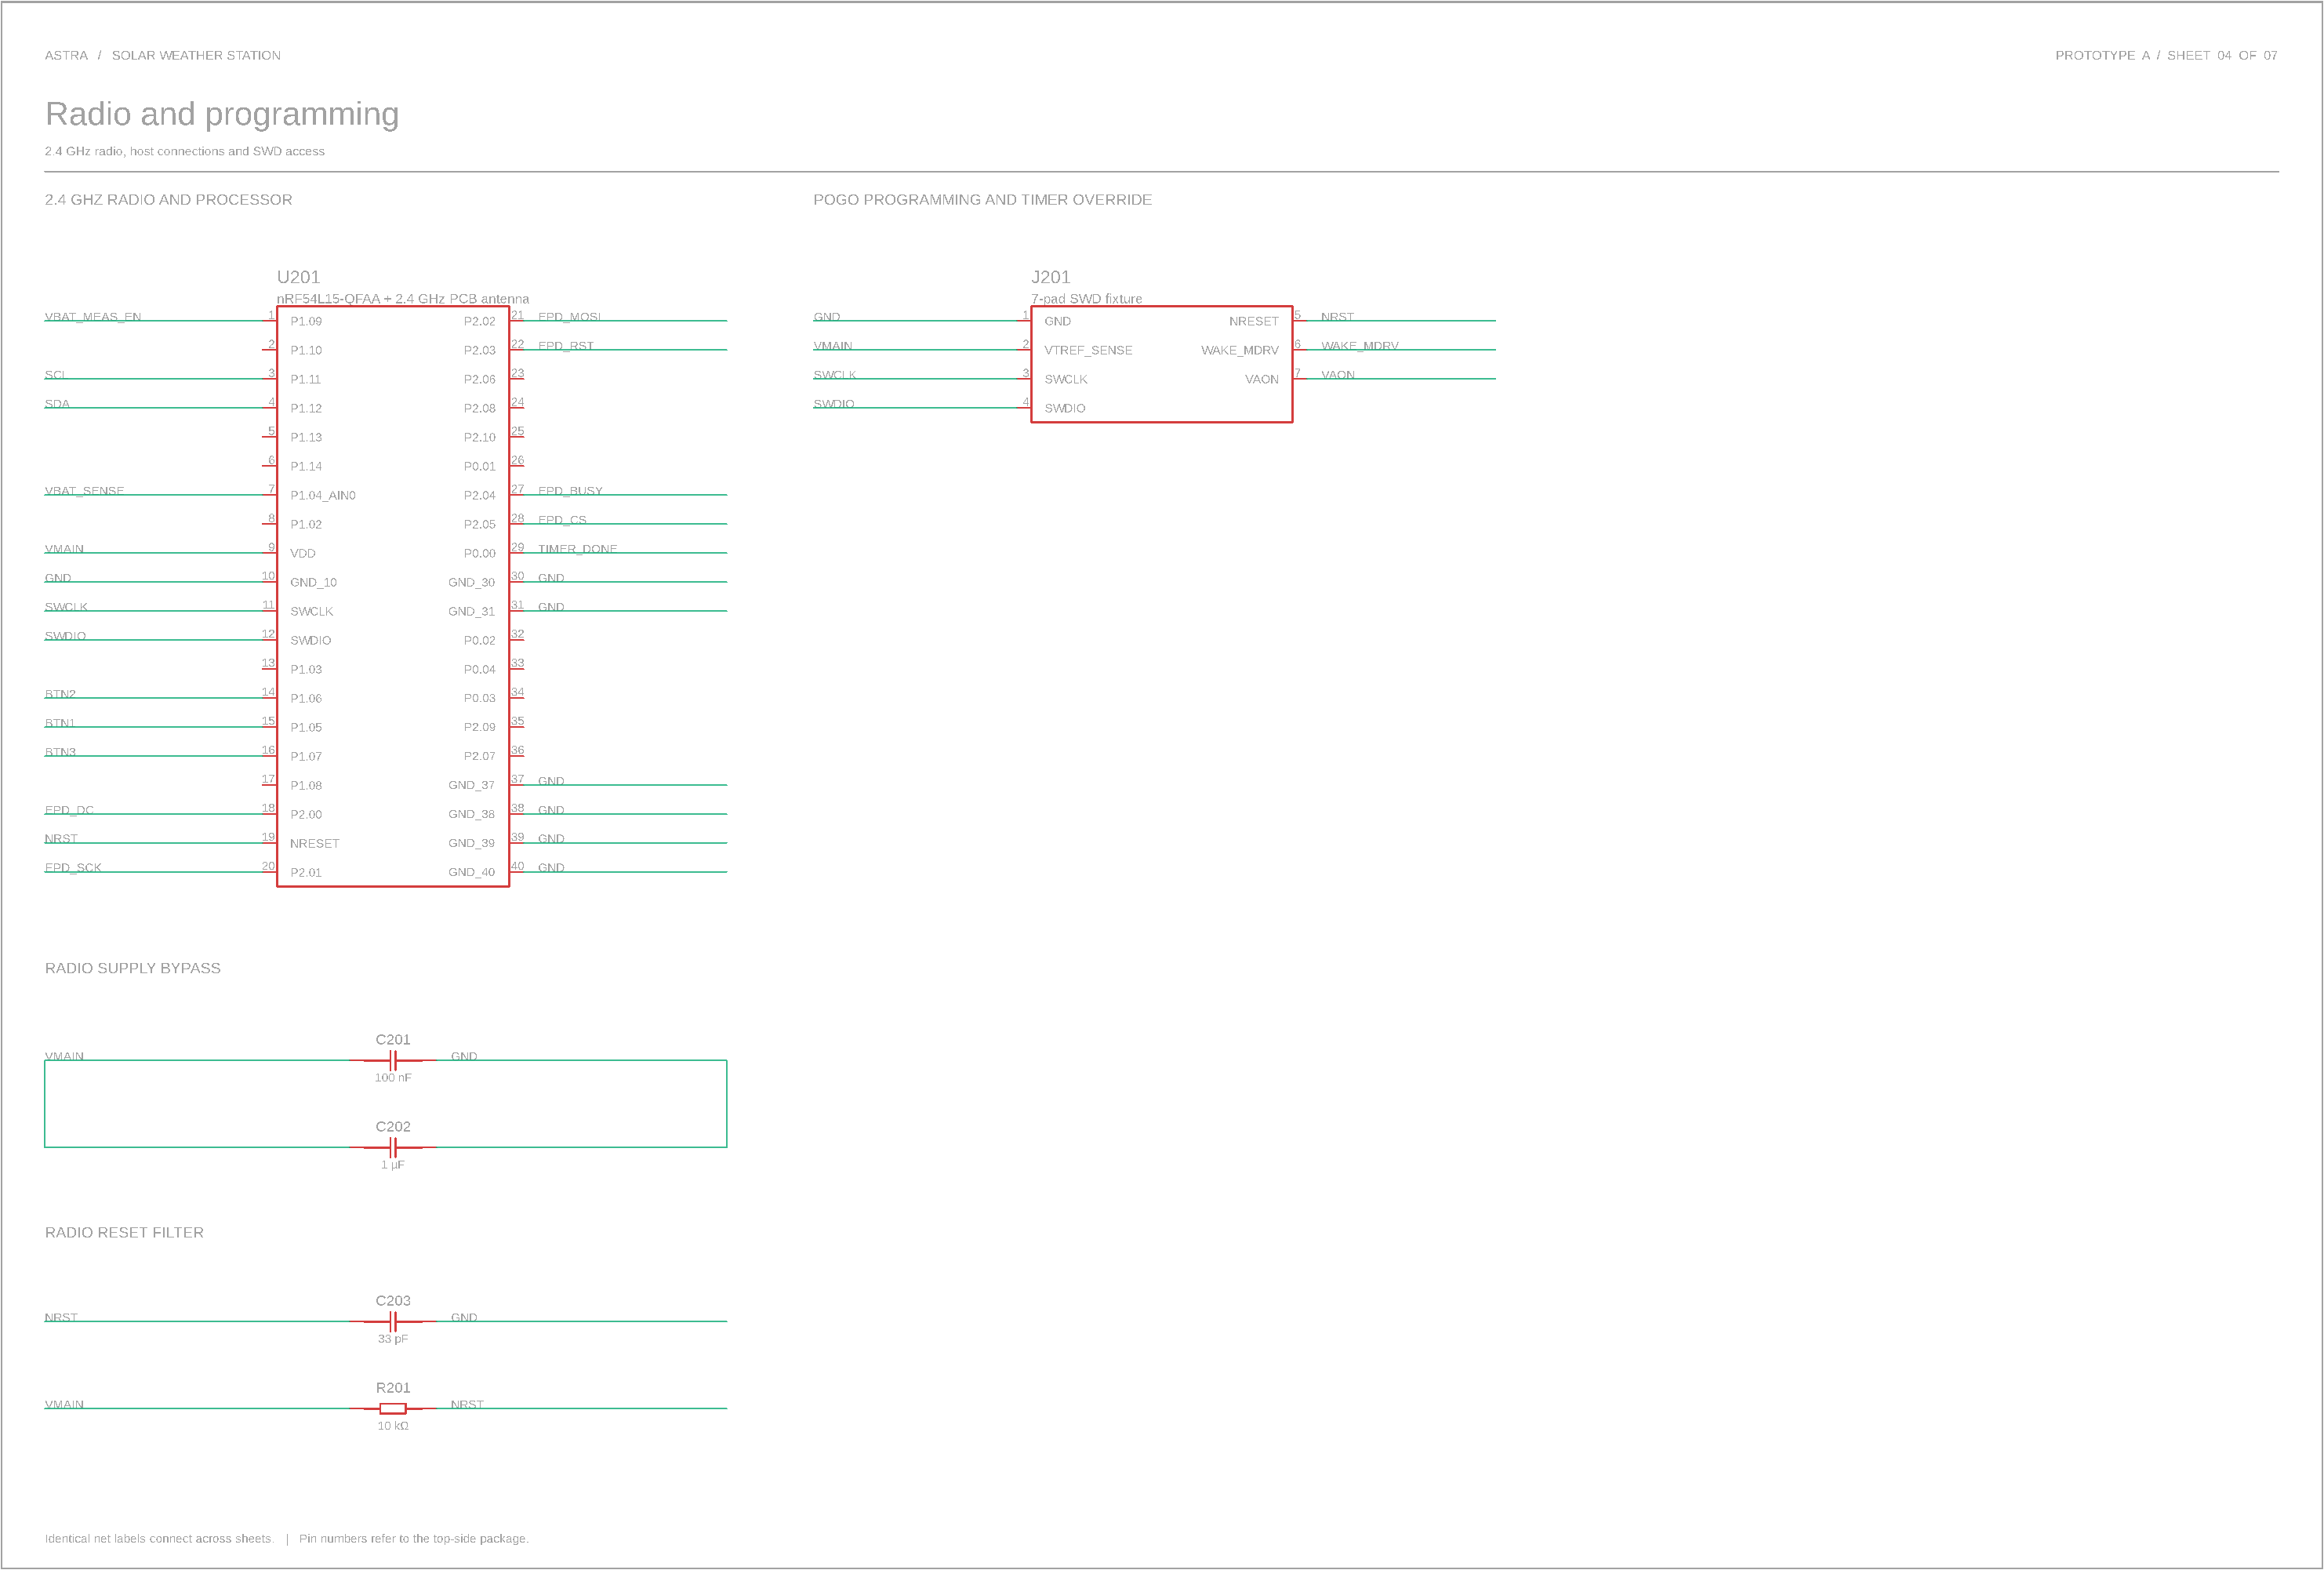 ASTRA / SOLAR WEATHER STATION
PROTOTYPE A / SHEET 04 OF 07
Radio and programming
2.4 GHz radio, host connections and SWD access
2.4 GHZ RADIO AND PROCESSOR
U201
nRF54L15-QFAA + 2.4 GHz PCB antenna
VBAT_MEAS_EN 1 P1.09 P2.02 21 EPD_MOSI
2 P1.10 P2.03 22 EPD_RST
SCL 3 P1.11 P2.06 23
SDA 4 P1.12 P2.08 24
5 P1.13 P2.10 25
6 P1.14 P0.01 26
VBAT_SENSE 7 P1.04_AIN0 P2.04 27 EPD_BUSY
8 P1.02 P2.05 28 EPD_CS
VMAIN 9 VDD P0.00 29 TIMER_DONE
GND 10 GND_10 GND_30 30 GND
SWCLK 11 SWCLK GND_31 31 GND
SWDIO 12 SWDIO P0.02 32
13 P1.03 P0.04 33
BTN2 14 P1.06 P0.03 34
BTN1 15 P1.05 P2.09 35
BTN3 16 P1.07 P2.07 36
17 P1.08 GND_37 37 GND
EPD_DC 18 P2.00 GND_38 38 GND
NRST 19 NRESET GND_39 39 GND
EPD_SCK 20 P2.01 GND_40 40 GND
POGO PROGRAMMING AND TIMER OVERRIDE
J201
7-pad SWD fixture
GND 1 GND NRESET 5 NRST
VMAIN 2 VTREF_SENSE WAKE_MDRV 6 WAKE_MDRV
SWCLK 3 SWCLK VAON 7 VAON
SWDIO 4 SWDIO
RADIO SUPPLY BYPASS
C201
VMAIN GND
100 nF
C202
1 µF
RADIO RESET FILTER
C203
NRST GND
33 pF
R201
VMAIN NRST
10 kΩ
Identical net labels connect across sheets. | Pin numbers refer to the top-side package.